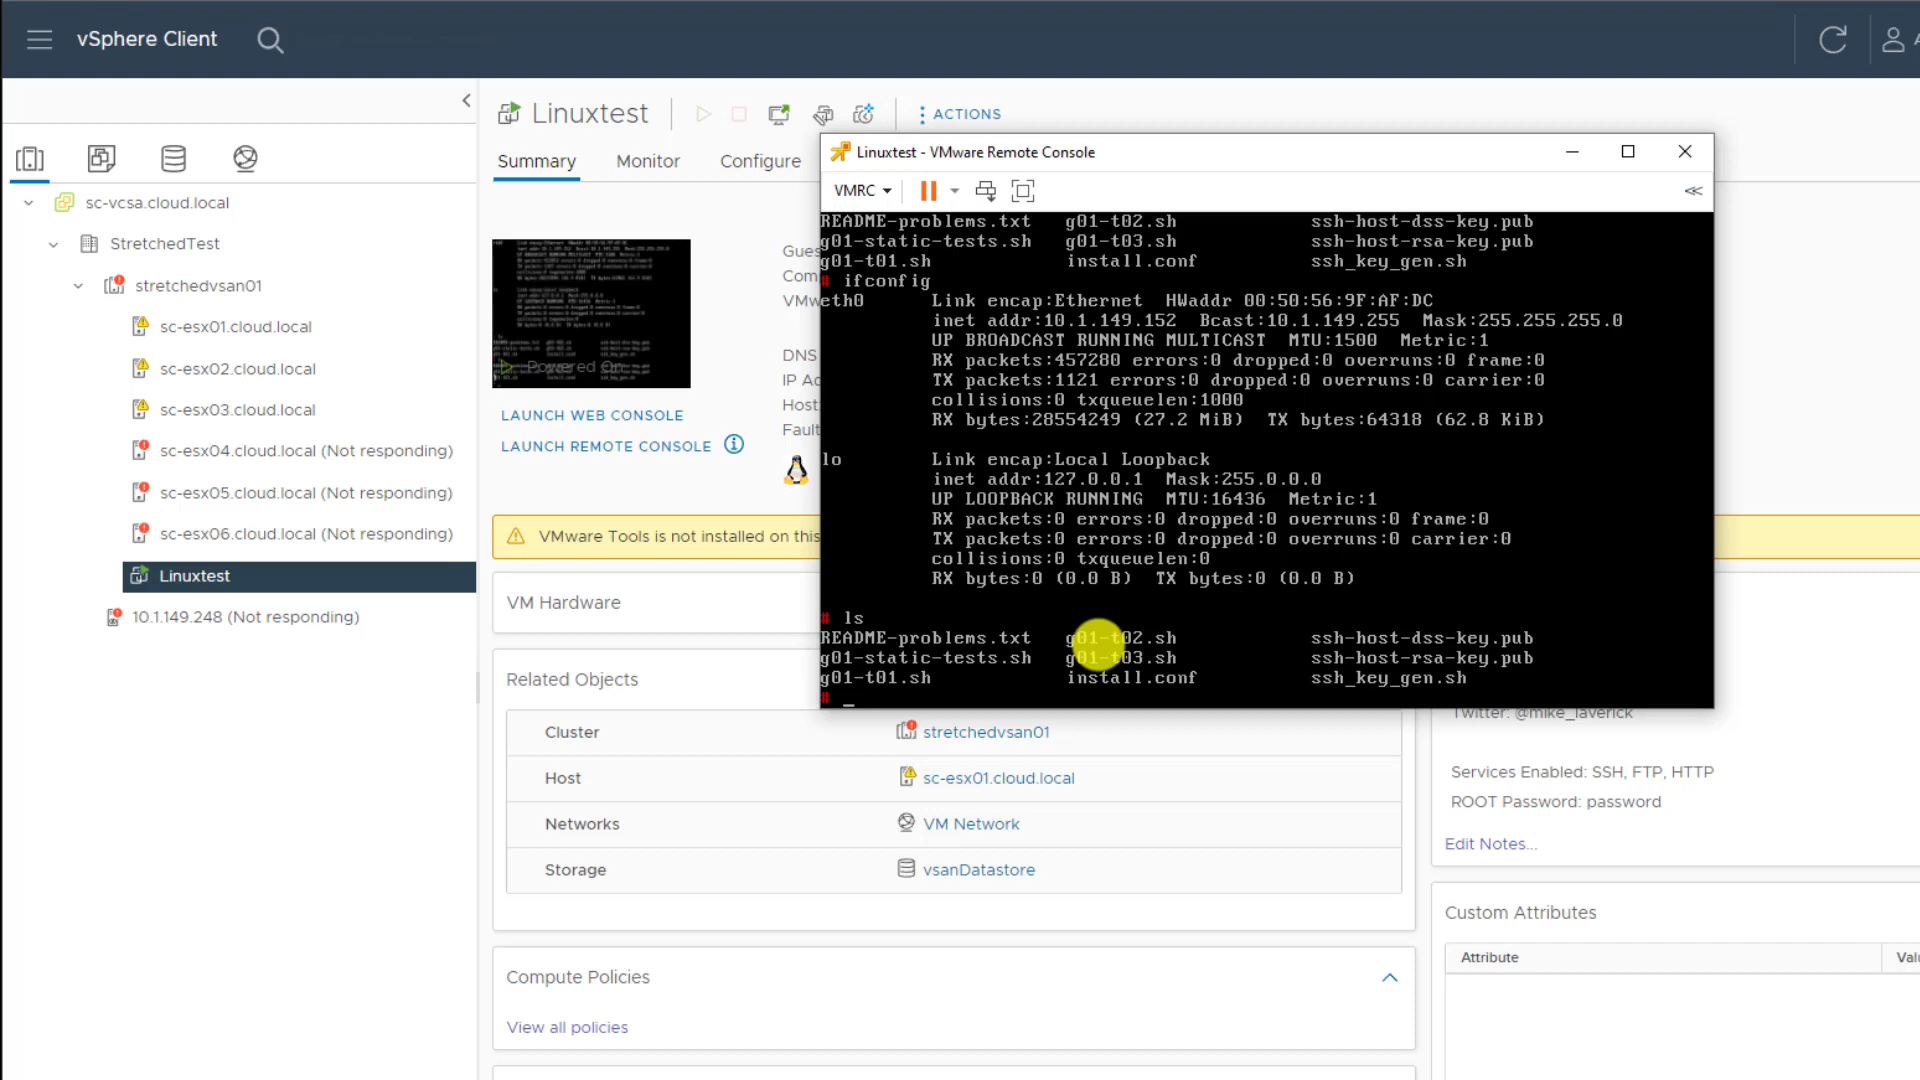 vSphere Client
A
Linuxtest
ACTIONS
Summary
Monitor
Configure
sc-vcsa.cloud.local
StretchedTest
stretchedvsan01
sc-esx01.cloud.local
sc-esx02.cloud.local
sc-esx03.cloud.local
sc-esx04.cloud.local (Not responding)
sc-esx05.cloud.local (Not responding)
sc-esx06.cloud.local (Not responding)
Linuxtest
10.1.149.248 (Not responding)
Powered On
LAUNCH WEB CONSOLE
LAUNCH REMOTE CONSOLE
Gues
Com
VMw
DNS
IP Ad
Host
Fault
VMware Tools is not installed on this
Linuxtest - VMware Remote Console
VMRC
README-problems.txt g01-t02.sh ssh-host-dss-key.pub
g01-static-tests.sh g01-t03.sh ssh-host-rsa-key.pub
g01-t01.sh install.conf ssh_key_gen.sh
# ifconfig
eth0 Link encap:Ethernet HWaddr 00:50:56:9F:AF:DC
inet addr:10.1.149.152 Bcast:10.1.149.255 Mask:255.255.255.0
UP BROADCAST RUNNING MULTICAST MTU:1500 Metric:1
RX packets:457280 errors:0 dropped:0 overruns:0 frame:0
TX packets:1121 errors:0 dropped:0 overruns:0 carrier:0
collisions:0 txqueuelen:1000
RX bytes:28554249 (27.2 MiB) TX bytes:64318 (62.8 KiB)
lo Link encap:Local Loopback
inet addr:127.0.0.1 Mask:255.0.0.0
UP LOOPBACK RUNNING MTU:16436 Metric:1
RX packets:0 errors:0 dropped:0 overruns:0 frame:0
TX packets:0 errors:0 dropped:0 overruns:0 carrier:0
collisions:0 txqueuelen:0
RX bytes:0 (0.0 B) TX bytes:0 (0.0 B)
# ls
README-problems.txt g01-t02.sh ssh-host-dss-key.pub
g01-static-tests.sh g01-t03.sh ssh-host-rsa-key.pub
g01-t01.sh install.conf ssh_key_gen.sh
# _
VM Hardware
Related Objects
Cluster stretchedvsan01
Host sc-esx01.cloud.local
Networks VM Network
Storage vsanDatastore
Compute Policies
View all policies
Twitter: @mike_laverick
Services Enabled: SSH, FTP, HTTP
ROOT Password: password
Edit Notes...
Custom Attributes
Attribute
Valu